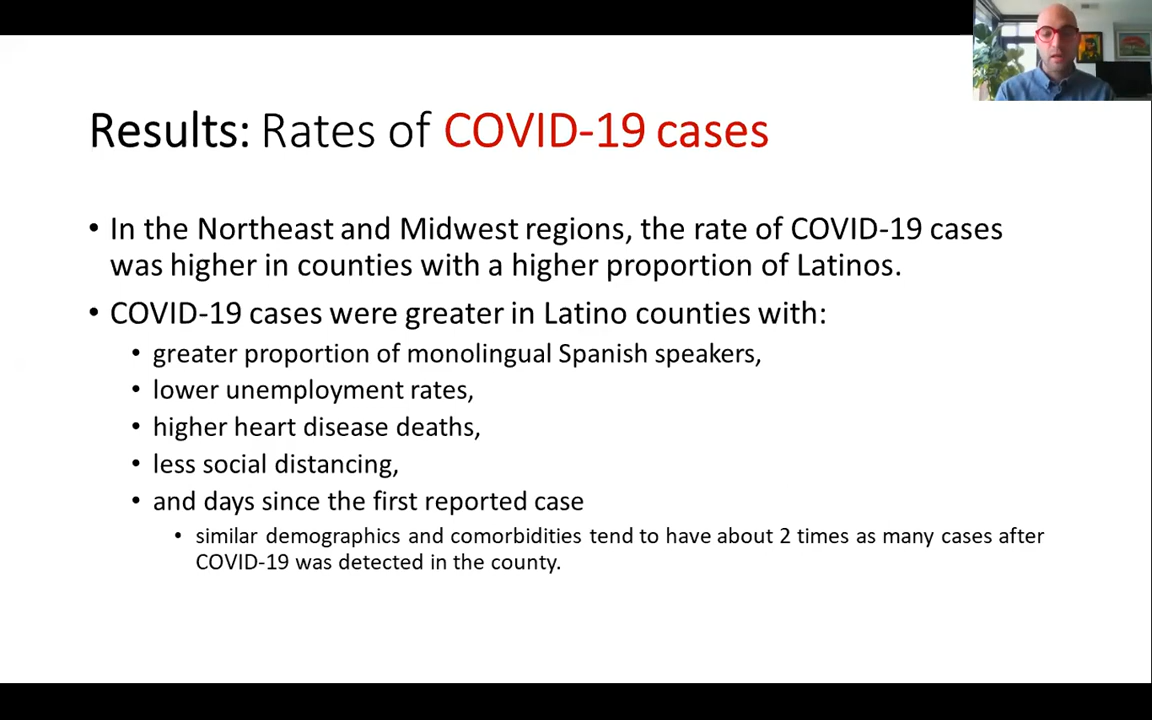 Results: Rates of COVID-19 cases
• In the Northeast and Midwest regions, the rate of COVID-19 cases
was higher in counties with a higher proportion of Latinos.
• COVID-19 cases were greater in Latino counties with:
• greater proportion of monolingual Spanish speakers,
• lower unemployment rates,
• higher heart disease deaths,
• less social distancing,
• and days since the first reported case
• similar demographics and comorbidities tend to have about 2 times as many cases after
COVID-19 was detected in the county.